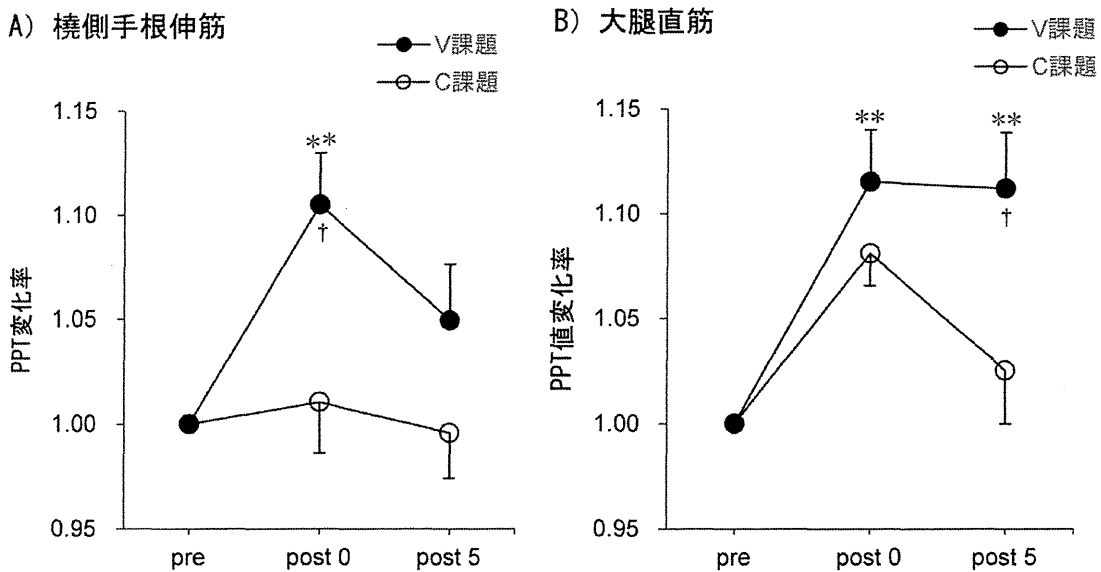 A) 橈側手根伸筋
V課題
C課題
1.15
1.10
1.05
1.00
0.95
PPT変化率
**
†
pre
post 0
post 5
B) 大腿直筋
V課題
C課題
1.15
1.10
1.05
1.00
0.95
PPT値変化率
**
**
†
pre
post 0
post 5